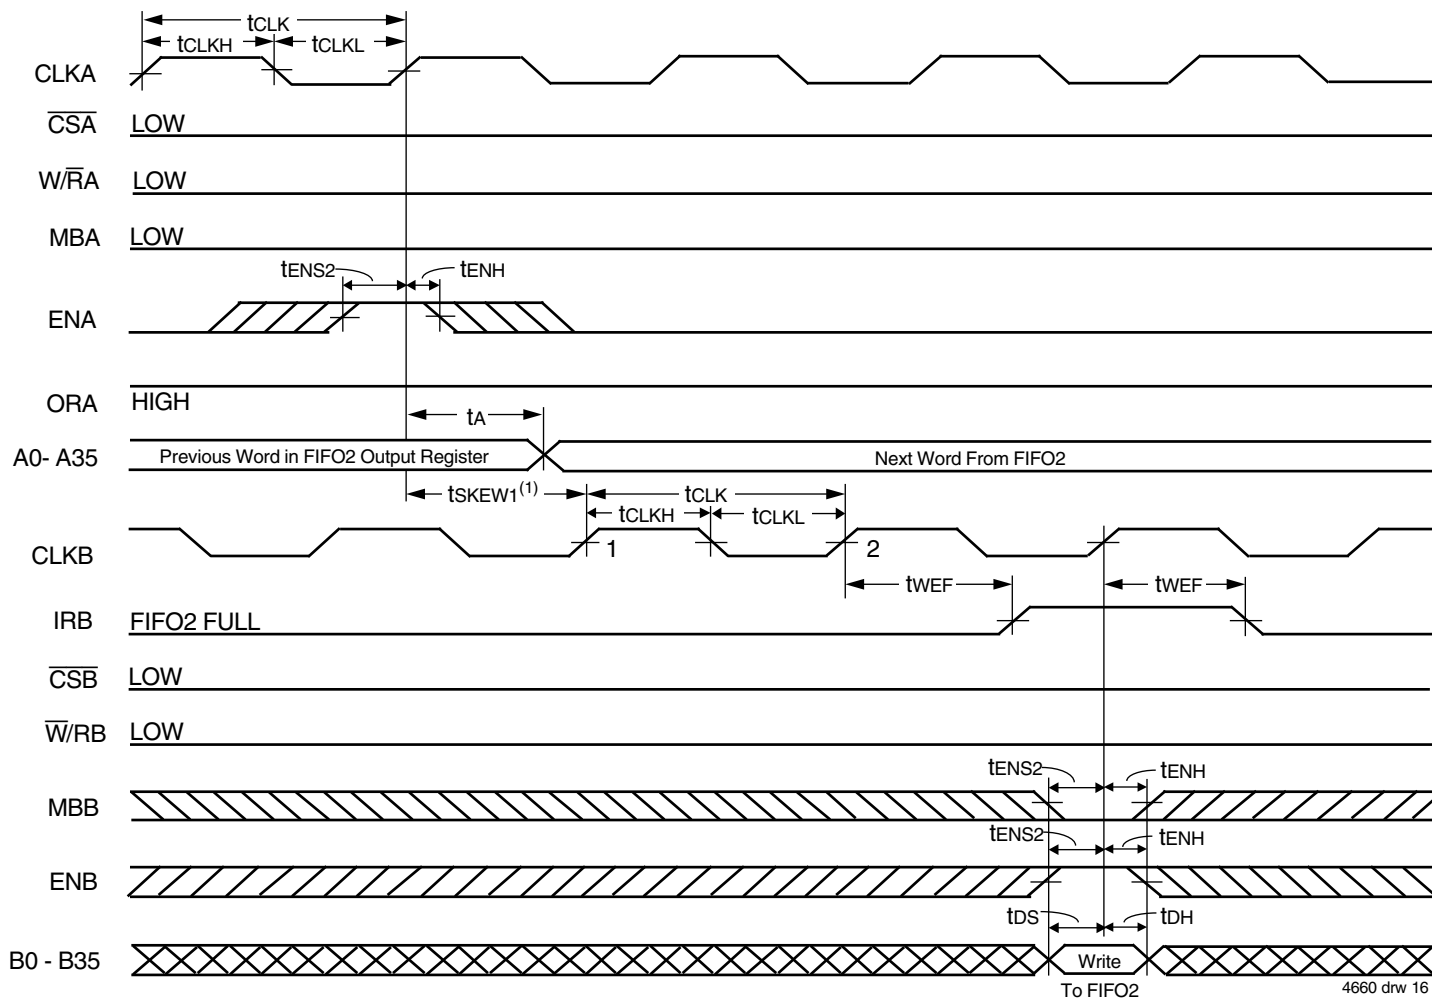 tCLK
tCLKH tCLKL
CLKA
CSA LOW
W/RA LOW
MBA LOW
tENS2 tENH
ENA
ORA HIGH
tA
A0- A35 Previous Word in FIFO2 Output Register Next Word From FIFO2
tSKEW1(1) tCLK
tCLKH tCLKL
CLKB 1 2
tWEF tWEF
IRB FIFO2 FULL
CSB LOW
W/RB LOW
tENS2 tENH
MBB
tENS2 tENH
ENB
tDS tDH
B0 - B35 Write
To FIFO2
4660 drw 16